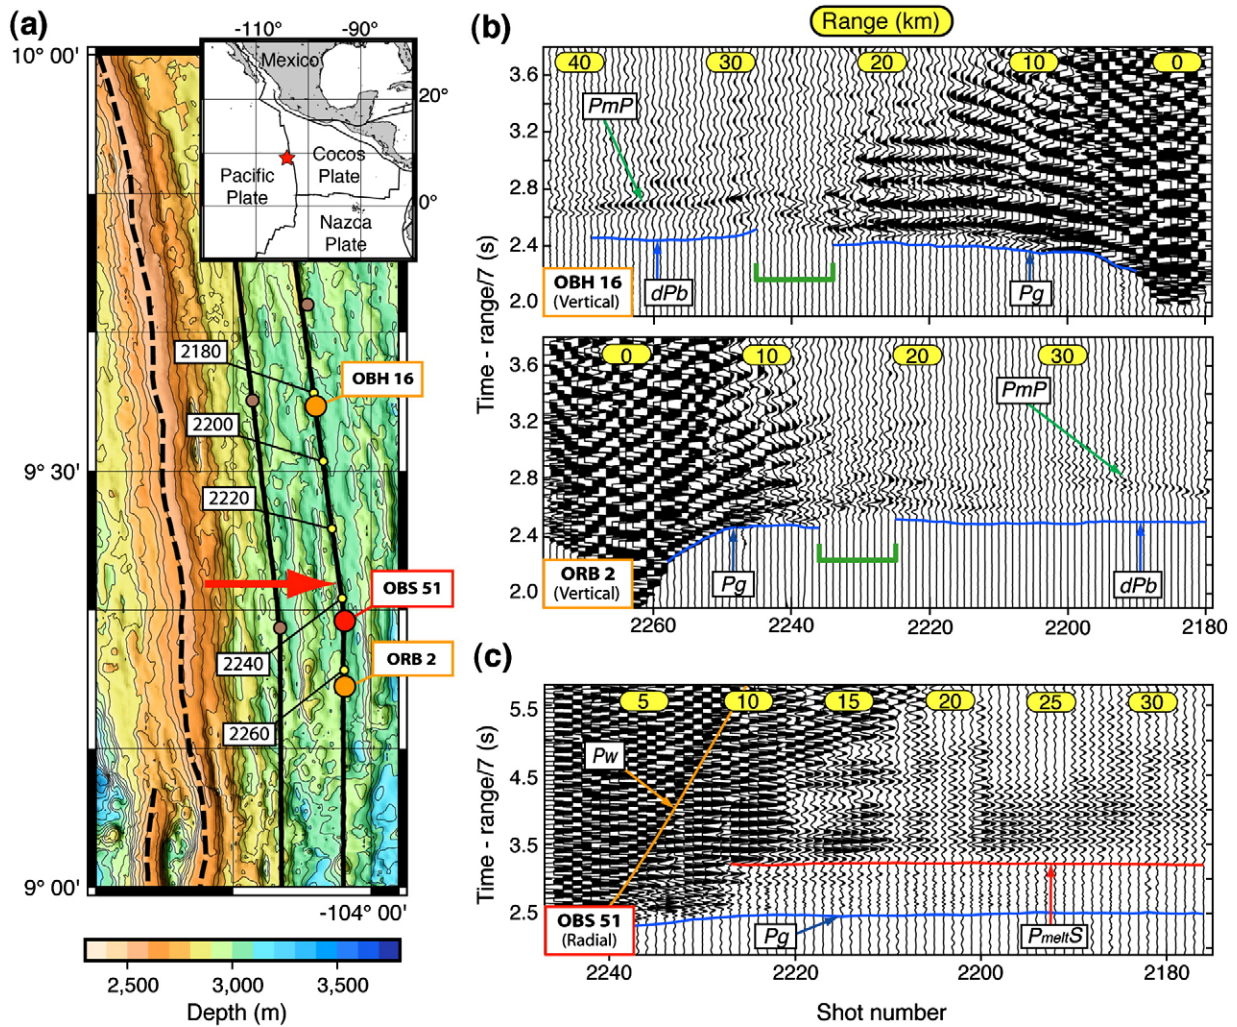 (a)
-110°
-90°
10° 00'
Mexico
20°
Cocos
Plate
Pacific
Plate
0°
Nazca
Plate
2180
OBH 16
2200
9° 30'
2220
OBS 51
ORB 2
2240
2260
9° 00'
-104° 00'
2,500
3,000
3,500
Depth (m)
(b)
Range (km)
40
30
20
10
0
3.6
3.2
2.8
2.4
2.0
PmP
OBH 16
(Vertical)
dPb
Pg
Time - range/7 (s)
0
10
20
30
3.6
3.2
2.8
2.4
2.0
PmP
ORB 2
(Vertical)
Pg
dPb
2260
2240
2220
2200
2180
(c)
5
10
15
20
25
30
5.5
4.5
3.5
2.5
Time - range/7 (s)
Pw
OBS 51
(Radial)
Pg
PmeltS
2240
2220
2200
2180
Shot number